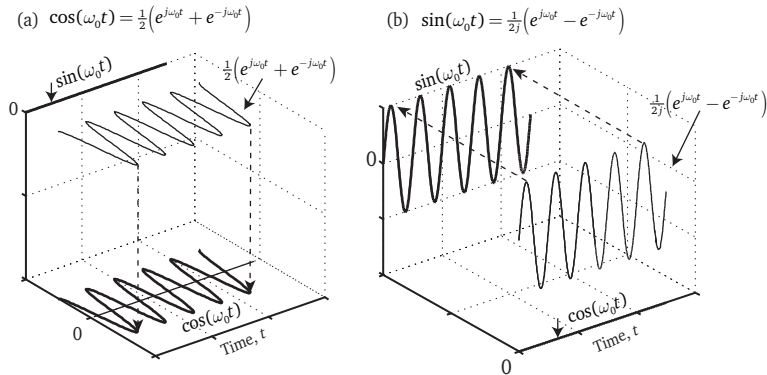 (a) cos(ω₀t) = ½(e^{jω₀t} + e^{−jω₀t})
sin(ω₀t)
½(e^{jω₀t} + e^{−jω₀t})
0
0
cos(ω₀t)
Time, t
(b) sin(ω₀t) = 1/2j (e^{jω₀t} − e^{−jω₀t})
sin(ω₀t)
1/2j (e^{jω₀t} − e^{−jω₀t})
0
cos(ω₀t)
Time, t
0